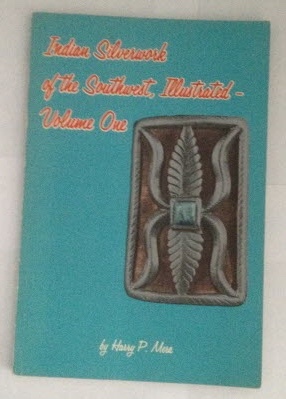 Indian Silverwork
of the Southwest, Illustrated –
Volume One
by Harry P. Mera